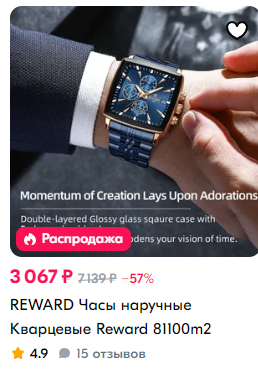 Momentum of Creation Lays Upon Adorations
Double-layered Glossy glass sqaure case with
Распродажа dens your vision of time.
3 067 ₽ 7 139 ₽ −57%
REWARD Часы наручные
Кварцевые Reward 81100m2
4.9 15 отзывов